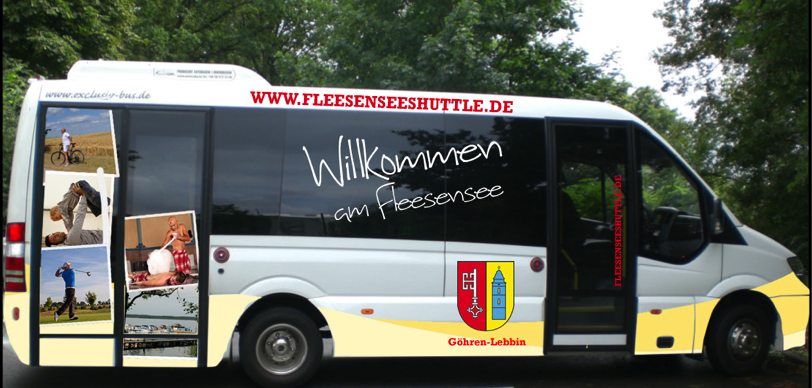 www.exclusiv-bus.de
WWW.FLEESENSEESHUTTLE.DE
Willkommen
am Fleesensee
FLEESENSEESHUTTLE.DE
Göhren-Lebbin